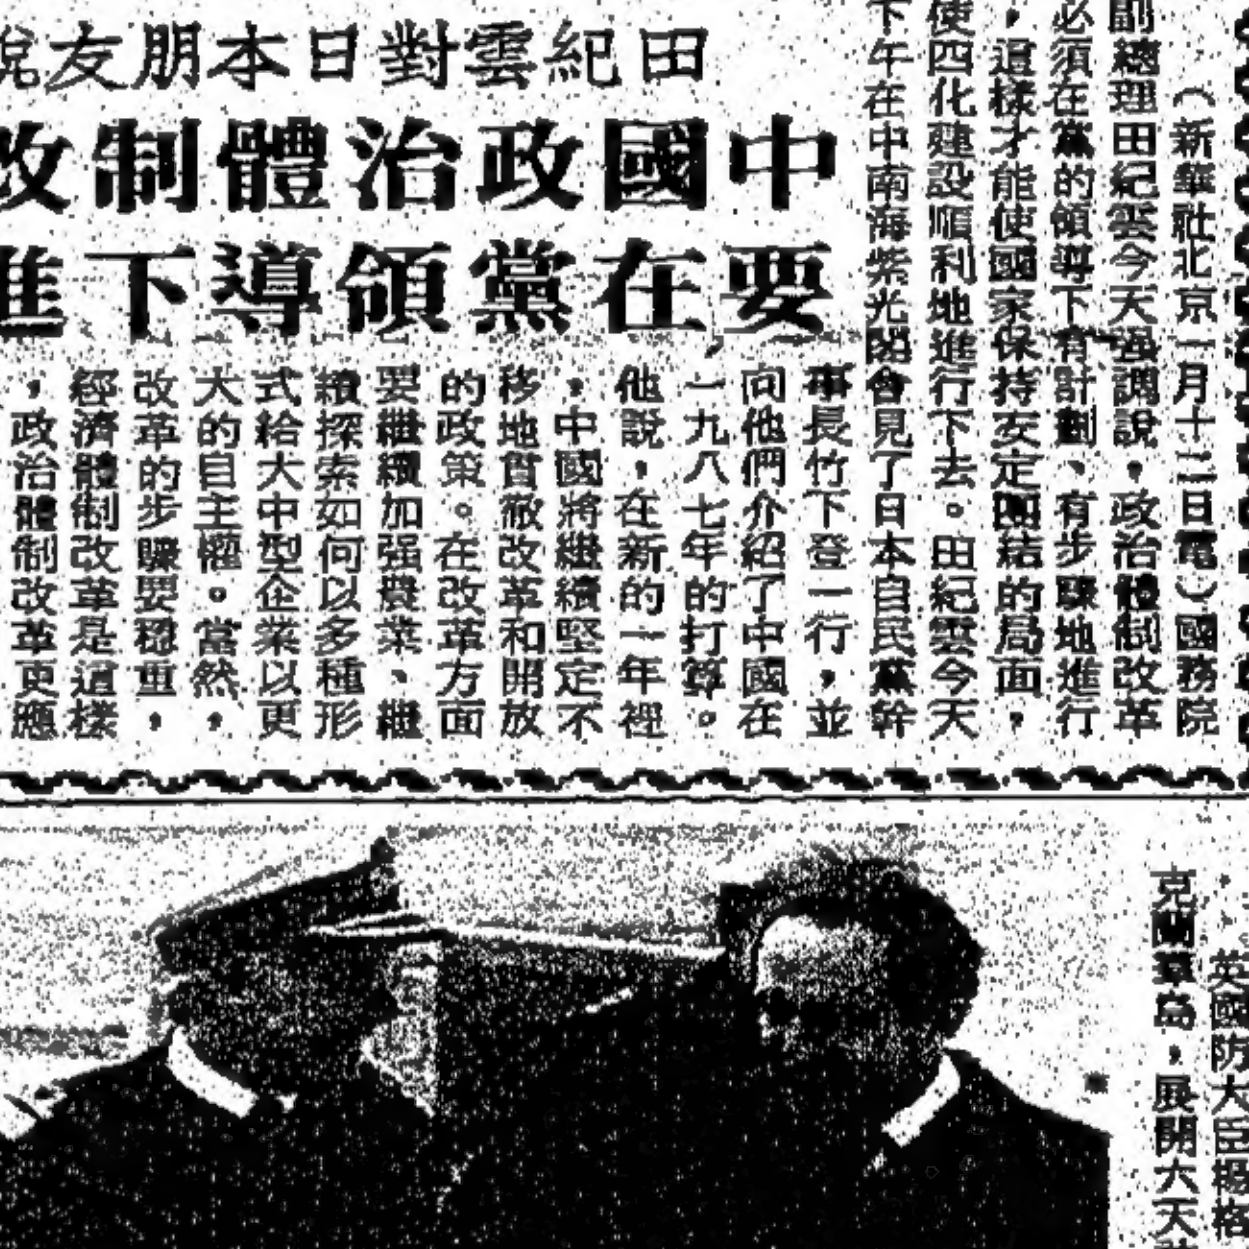 田紀雲對日本朋友說
中國政治體制改
要在黨領導下進
（新華社北京一月十三日電）國務院
副總理田紀雲今天强調說，政治體制改革
必須在黨的領導下有計劃、有步驟地進行
，這樣才能使國家保持安定團結的局面，
使四化建設順利地進行下去。田紀雲今天
下午在中南海紫光閣會見了日本自民黨幹
事長竹下登一行，並
向他們介紹了中國在
一九八七年的打算。
他說，在新的一年裡
，中國將繼續堅定不
移地貫徹改革和開放
的政策。在改革方面
要繼續加强農業、繼
續探索如何以多種形
式給大中型企業以更
大的自主權。當然，
改革的步驟要穩重，
經濟體制改革是這樣
，政治體制改革更應
英國防大臣楊格
克蘭草島，展開六天